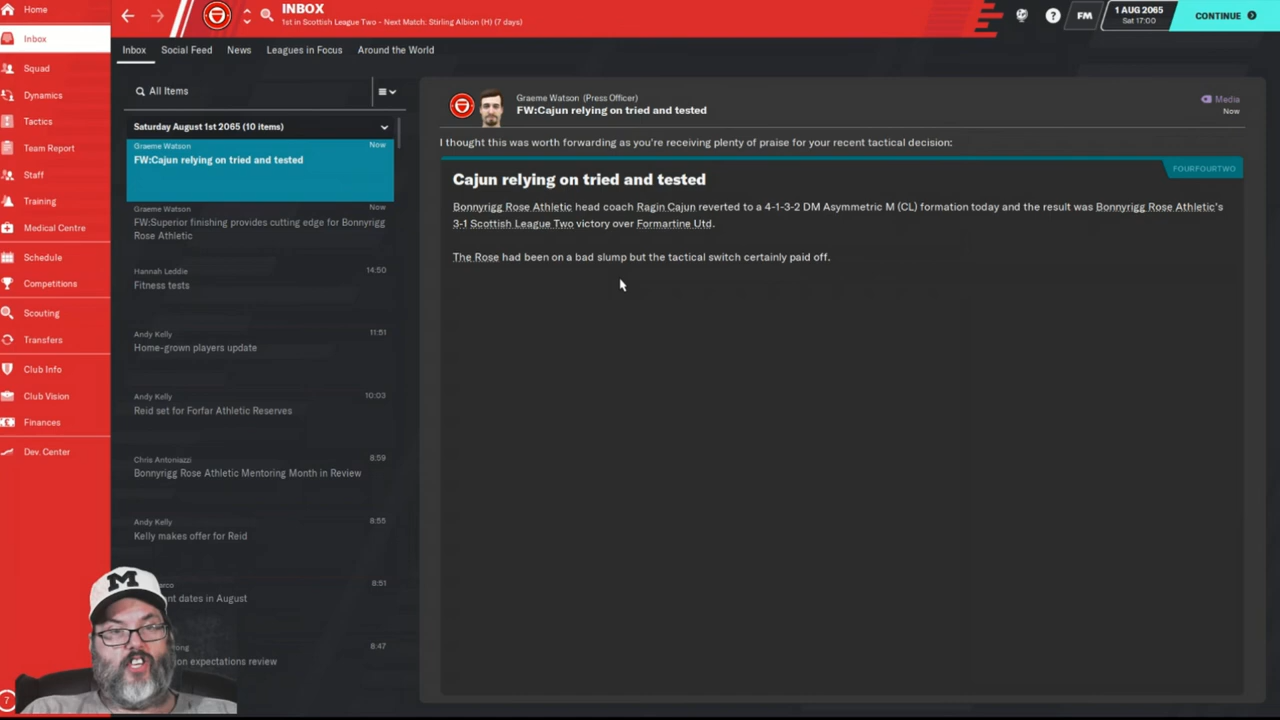 Home
Inbox
Squad
Dynamics
Tactics
Team Report
Staff
Training
Medical Centre
Schedule
Competitions
Scouting
Transfers
Club Info
Club Vision
Finances
Dev. Center
7
INBOX
1st in Scottish League Two - Next Match: Stirling Albion (H) (7 days)
FM
1 AUG 2065
Sat 17:00
CONTINUE
Inbox
Social Feed
News
Leagues in Focus
Around the World
All Items
Saturday August 1st 2065 (10 items)
Graeme Watson
Now
FW:Cajun relying on tried and tested
Graeme Watson
Now
FW:Superior finishing provides cutting edge for Bonnyrigg
Rose Athletic
Hannah Leddie
14:50
Fitness tests
Andy Kelly
11:51
Home-grown players update
Andy Kelly
10:03
Reid set for Forfar Athletic Reserves
Chris Antoniazzi
8:59
Bonnyrigg Rose Athletic Mentoring Month in Review
Andy Kelly
8:55
Kelly makes offer for Reid
8:51
dates in August
8:47
expectations review
M
Graeme Watson (Press Officer)
FW:Cajun relying on tried and tested
Media
Now
I thought this was worth forwarding as you're receiving plenty of praise for your recent tactical decision:
FOURFOURTWO
Cajun relying on tried and tested
Bonnyrigg Rose Athletic head coach Ragin Cajun reverted to a 4-1-3-2 DM Asymmetric M (CL) formation today and the result was Bonnyrigg Rose Athletic's
3-1 Scottish League Two victory over Formartine Utd.
The Rose had been on a bad slump but the tactical switch certainly paid off.